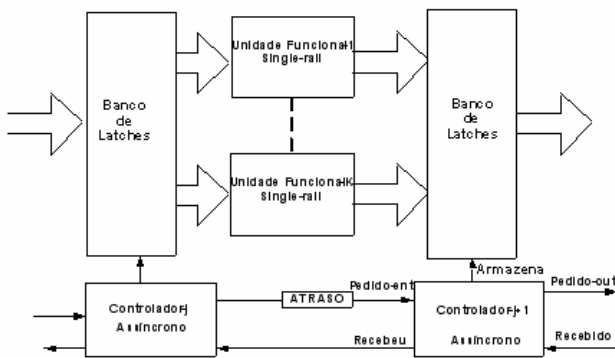 Unidade Funcional-1
Single-rail
Banco
de
Latches
Banco
de
Latches
Unidade Funcional-K
Single-rail
Armazena
Pedido-ent
Pedido-out
ATRASO
Controlador-j
Assíncrono
Controlador-j+1
Assíncrono
Recebeu
Recebido